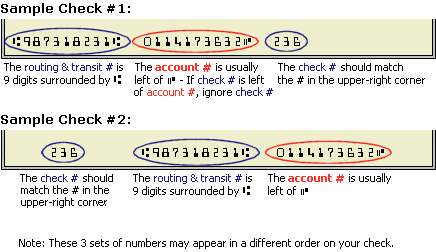 Sample Check #1:
⑆987318231⑆ 0114173632⑈ 236
The routing & transit # is The account # is usually The check # should match
9 digits surrounded by ⑆ left of ⑈ - If check # is left the # in the upper-right corner
of account #, ignore check #
Sample Check #2:
236 ⑆987318231⑆ 0114173632⑈
The check # should The routing & transit # is The account # is usually
match the # in the 9 digits surrounded by ⑆ left of ⑈
upper-right corner
Note: These 3 sets of numbers may appear in a different order on your check.